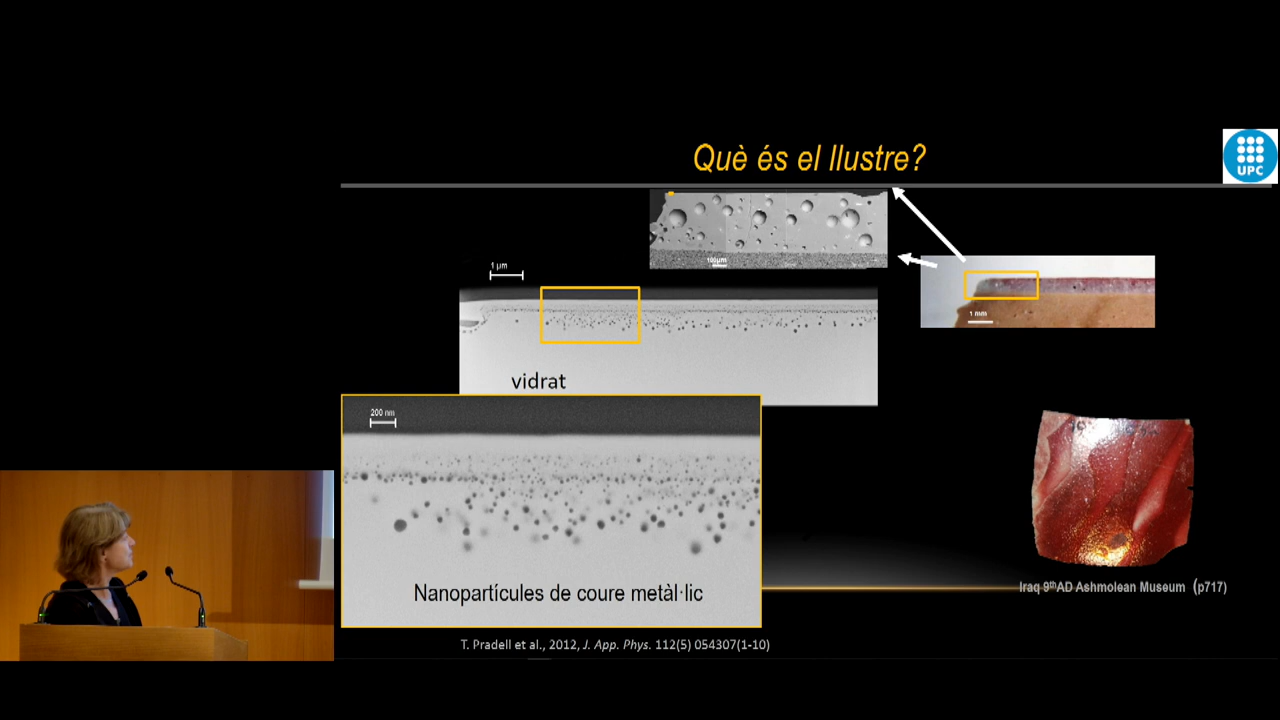 Què és el llustre?
UPC
100µm
1 µm
1 mm
vidrat
200 nm
Nanopartícules de coure metàl·lic
Iraq 9thAD Ashmolean Museum (p717)
T. Pradell et al., 2012, J. App. Phys. 112(5) 054307(1-10)